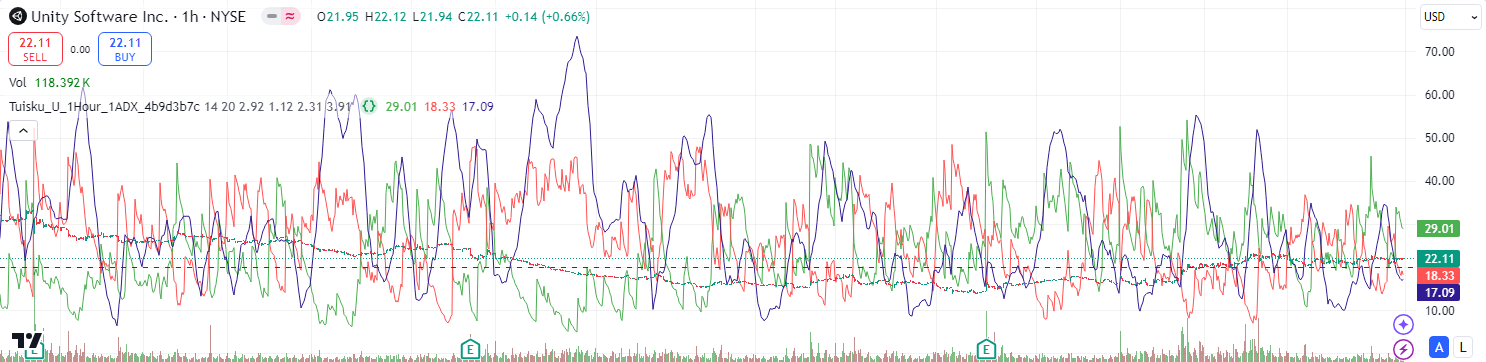 Unity Software Inc. · 1h · NYSE O21.95 H22.12 L21.94 C22.11 +0.14 (+0.66%)
USD
22.11 SELL
0.00
22.11 BUY
Vol 118.392 K
Tuisku_U_1Hour_1ADX_4b9d3b7c 14 20 2.92 1.12 2.31 3.91 {} 29.01 18.33 17.09
70.00
60.00
50.00
40.00
29.01
22.11
18.33
17.09
10.00
E
E
E
A L